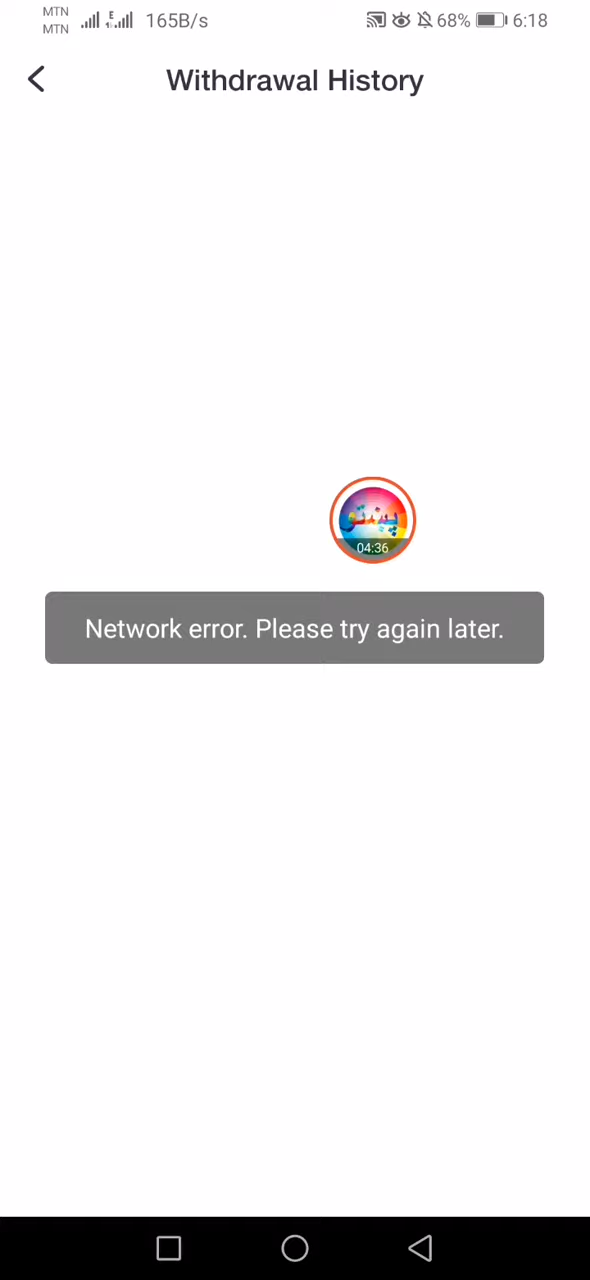 MTN
MTN
E
165B/s
68%
6:18
Withdrawal History
04:36
Network error. Please try again later.